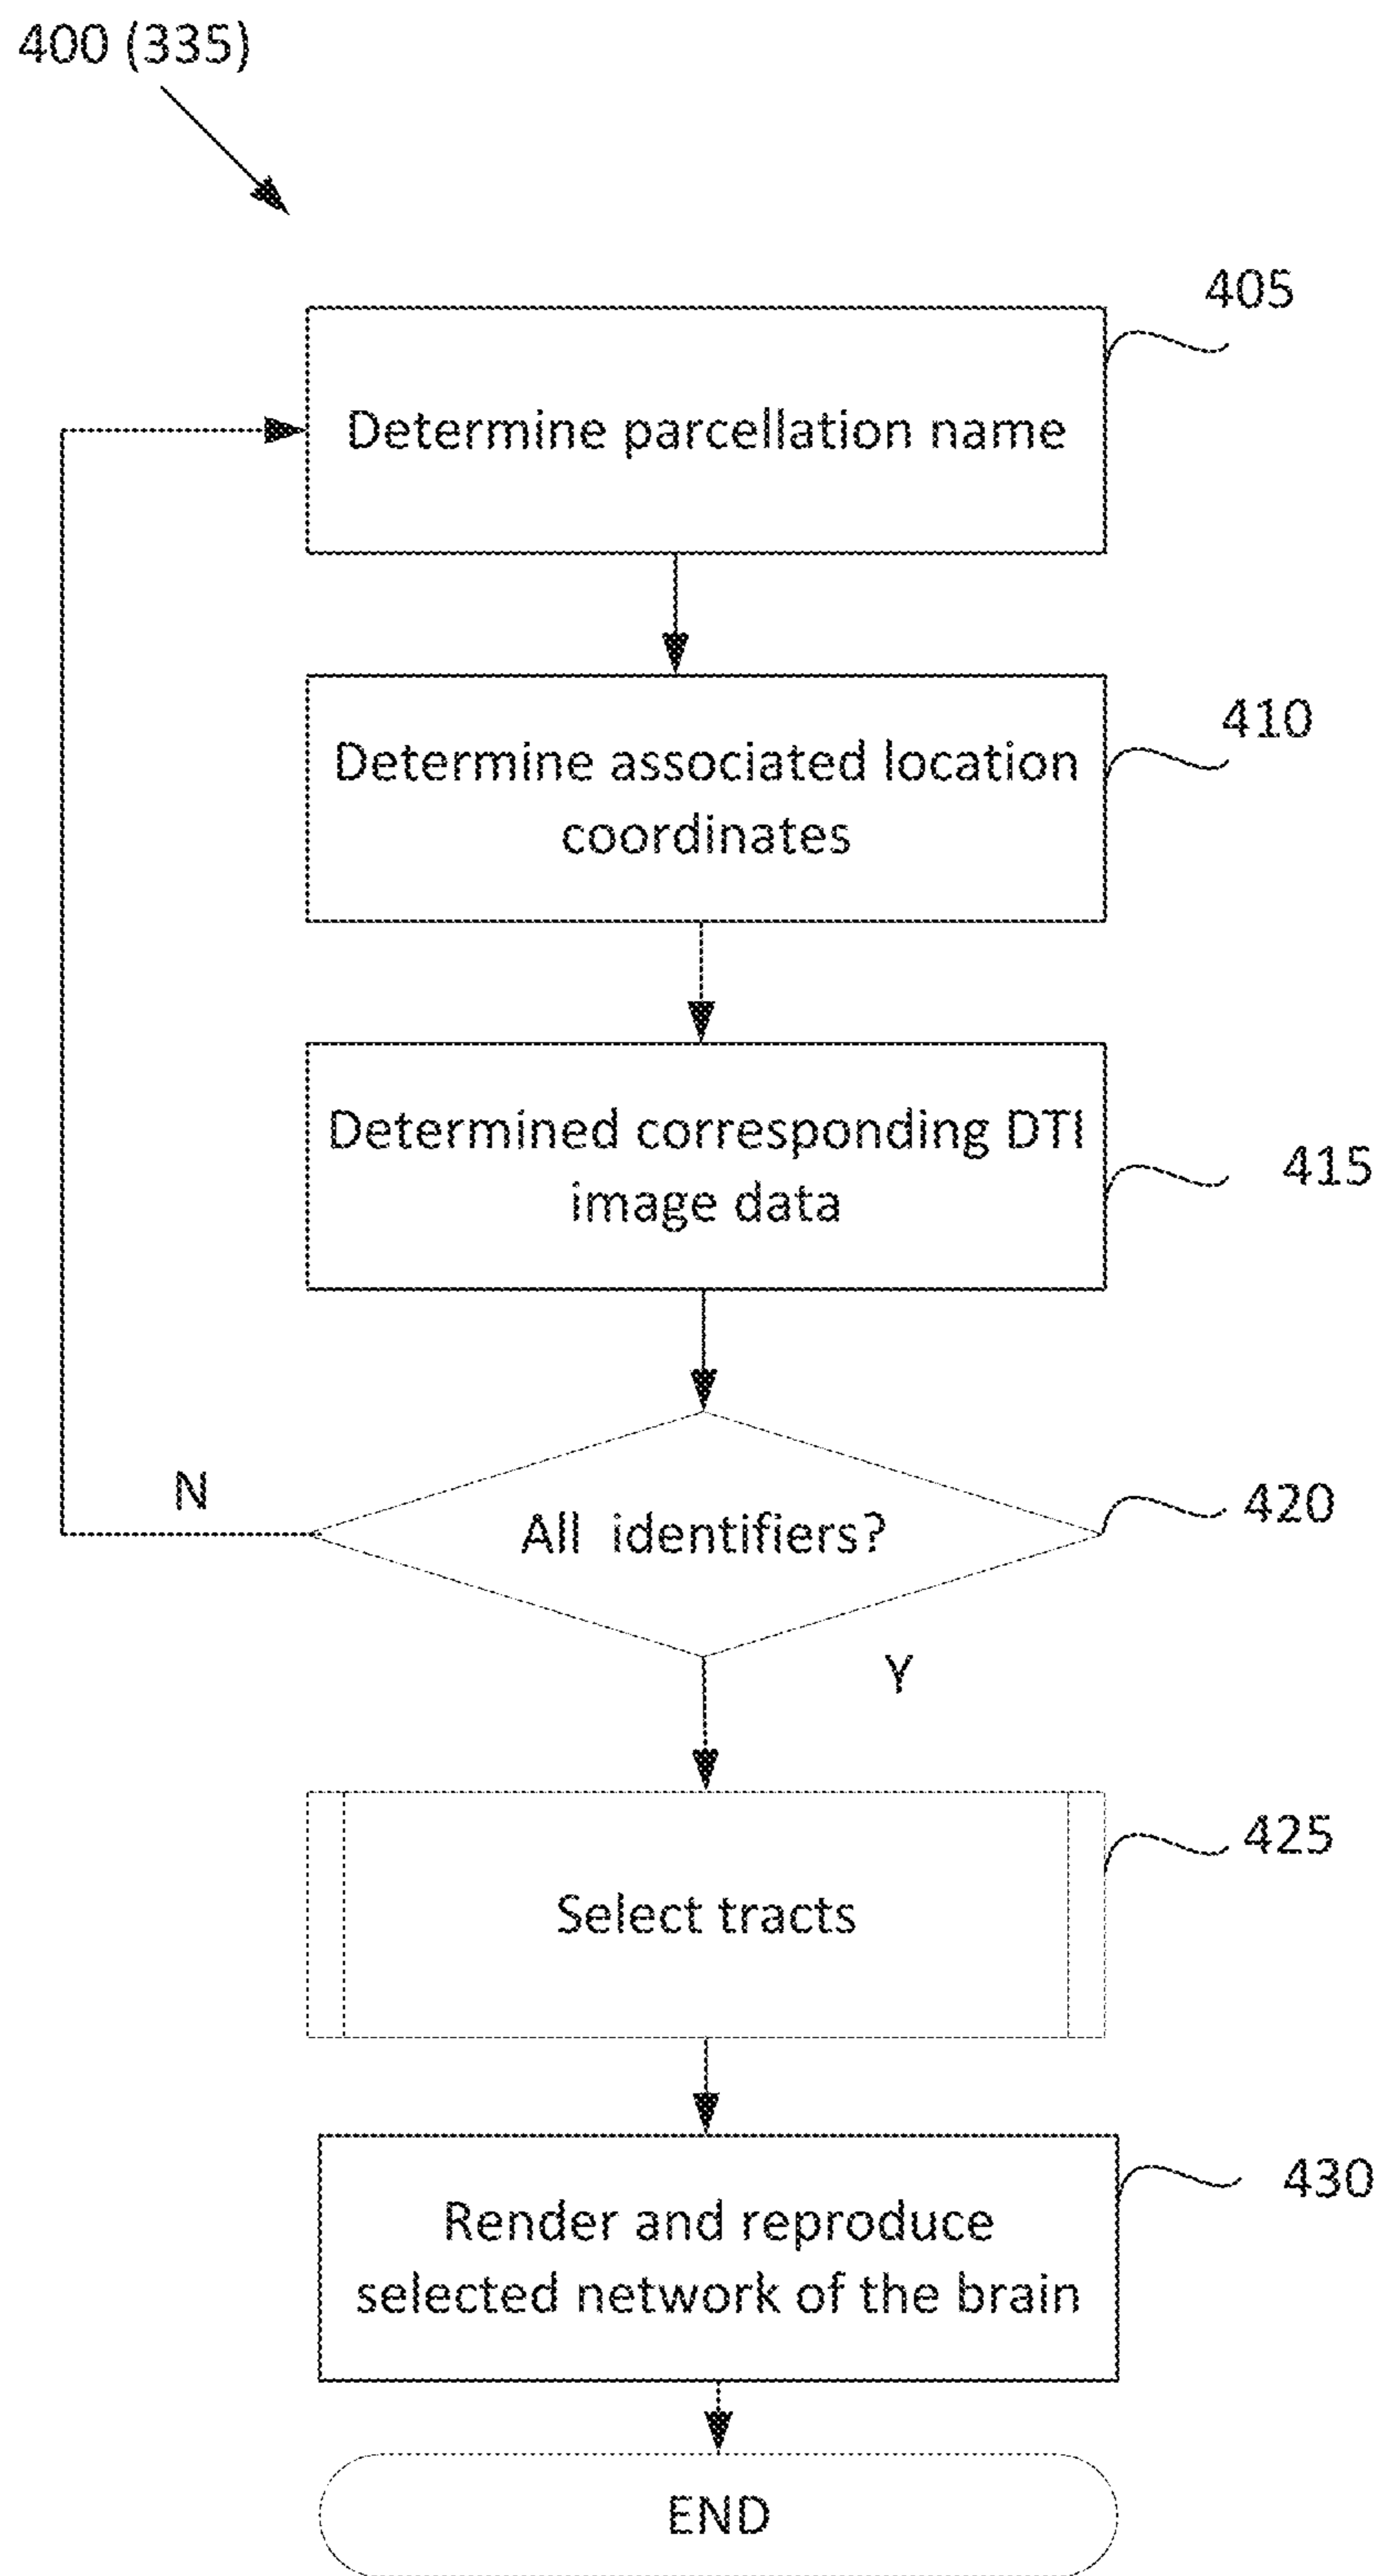 400 (335)
405
Determine parcellation name
410
Determine associated location
coordinates
Determined corresponding DTI
image data
415
N
All identifiers?
420
Y
Select tracts
425
Render and reproduce
selected network of the brain
430
END